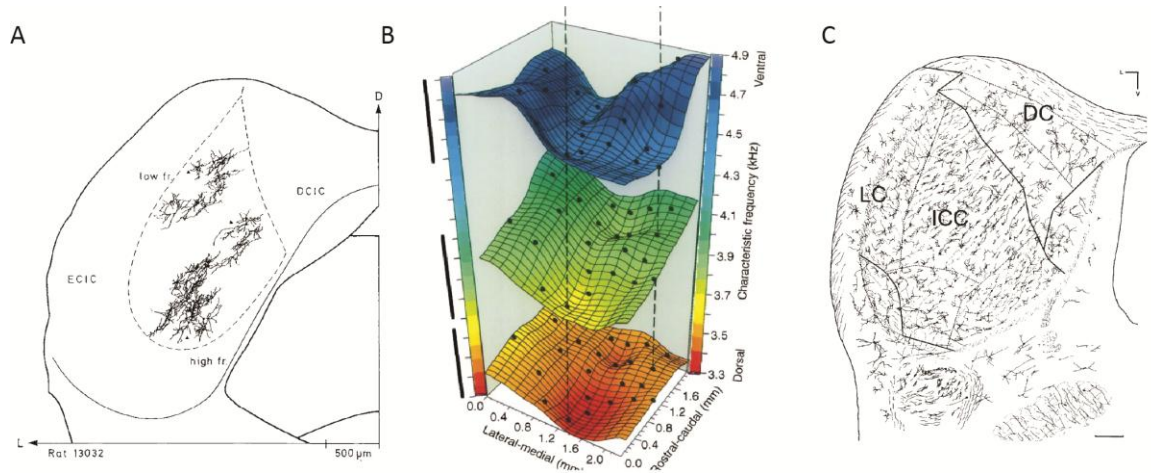 A
D
low fr.
DCIC
ECIC
high fr.
L
Rat 13032
500 µm
B
4.9
4.7
4.5
4.3
4.1
3.9
3.7
3.5
3.3
Ventral
Characteristic frequency (kHz)
Dorsal
0.0
0.4
0.8
1.2
1.6
2.0
Lateral-medial (mm)
0.0
0.4
0.8
1.2
1.6
Rostral-caudal (mm)
C
L
V
DC
LC
ICC